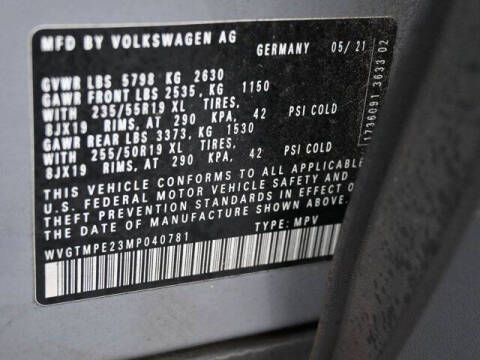 MFD BY VOLKSWAGEN AG GERMANY 05/21
GVWR LBS 5798 KG 2630
GAWR FRONT LBS 2535, KG 1150
WITH 235/55R19 XL TIRES,
8JX19 RIMS, AT 290 KPA, 42 PSI COLD
GAWR REAR LBS 3373, KG 1530
WITH 255/50R19 XL TIRES,
8JX19 RIMS, AT 290 KPA, 42 PSI COLD
THIS VEHICLE CONFORMS TO ALL APPLICABLE
U.S. FEDERAL MOTOR VEHICLE SAFETY AND
THEFT PREVENTION STANDARDS IN EFFECT O
THE DATE OF MANUFACTURE SHOWN ABOVE.
WVGTMPE23MP040781 TYPE: MPV
1736091 3633 02